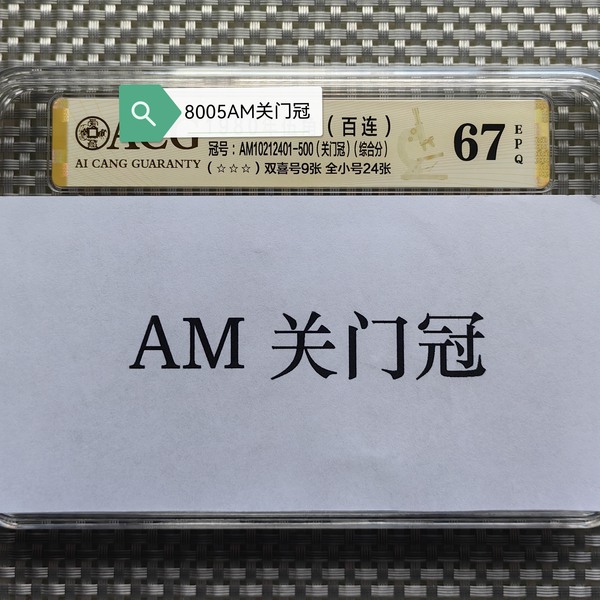 8005AM关门冠
(百连)
ACG
AI CANG GUARANTY
冠号：AM10212401-500(关门冠)(综合分)
(☆☆☆)双喜号9张 全小号24张
67
EPQ
AM 关门冠